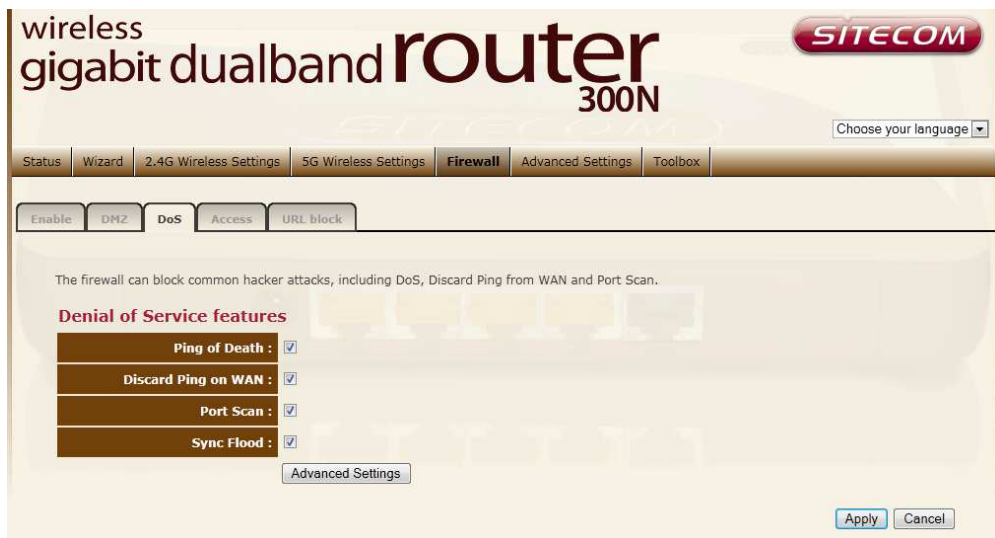 wireless
gigabit dualband router
300N
SITECOM
Choose your language
Status Wizard 2.4G Wireless Settings 5G Wireless Settings Firewall Advanced Settings Toolbox
Enable DMZ DoS Access URL block
The firewall can block common hacker attacks, including DoS, Discard Ping from WAN and Port Scan.
Denial of Service features
Ping of Death :
Discard Ping on WAN :
Port Scan :
Sync Flood :
Advanced Settings
Apply Cancel